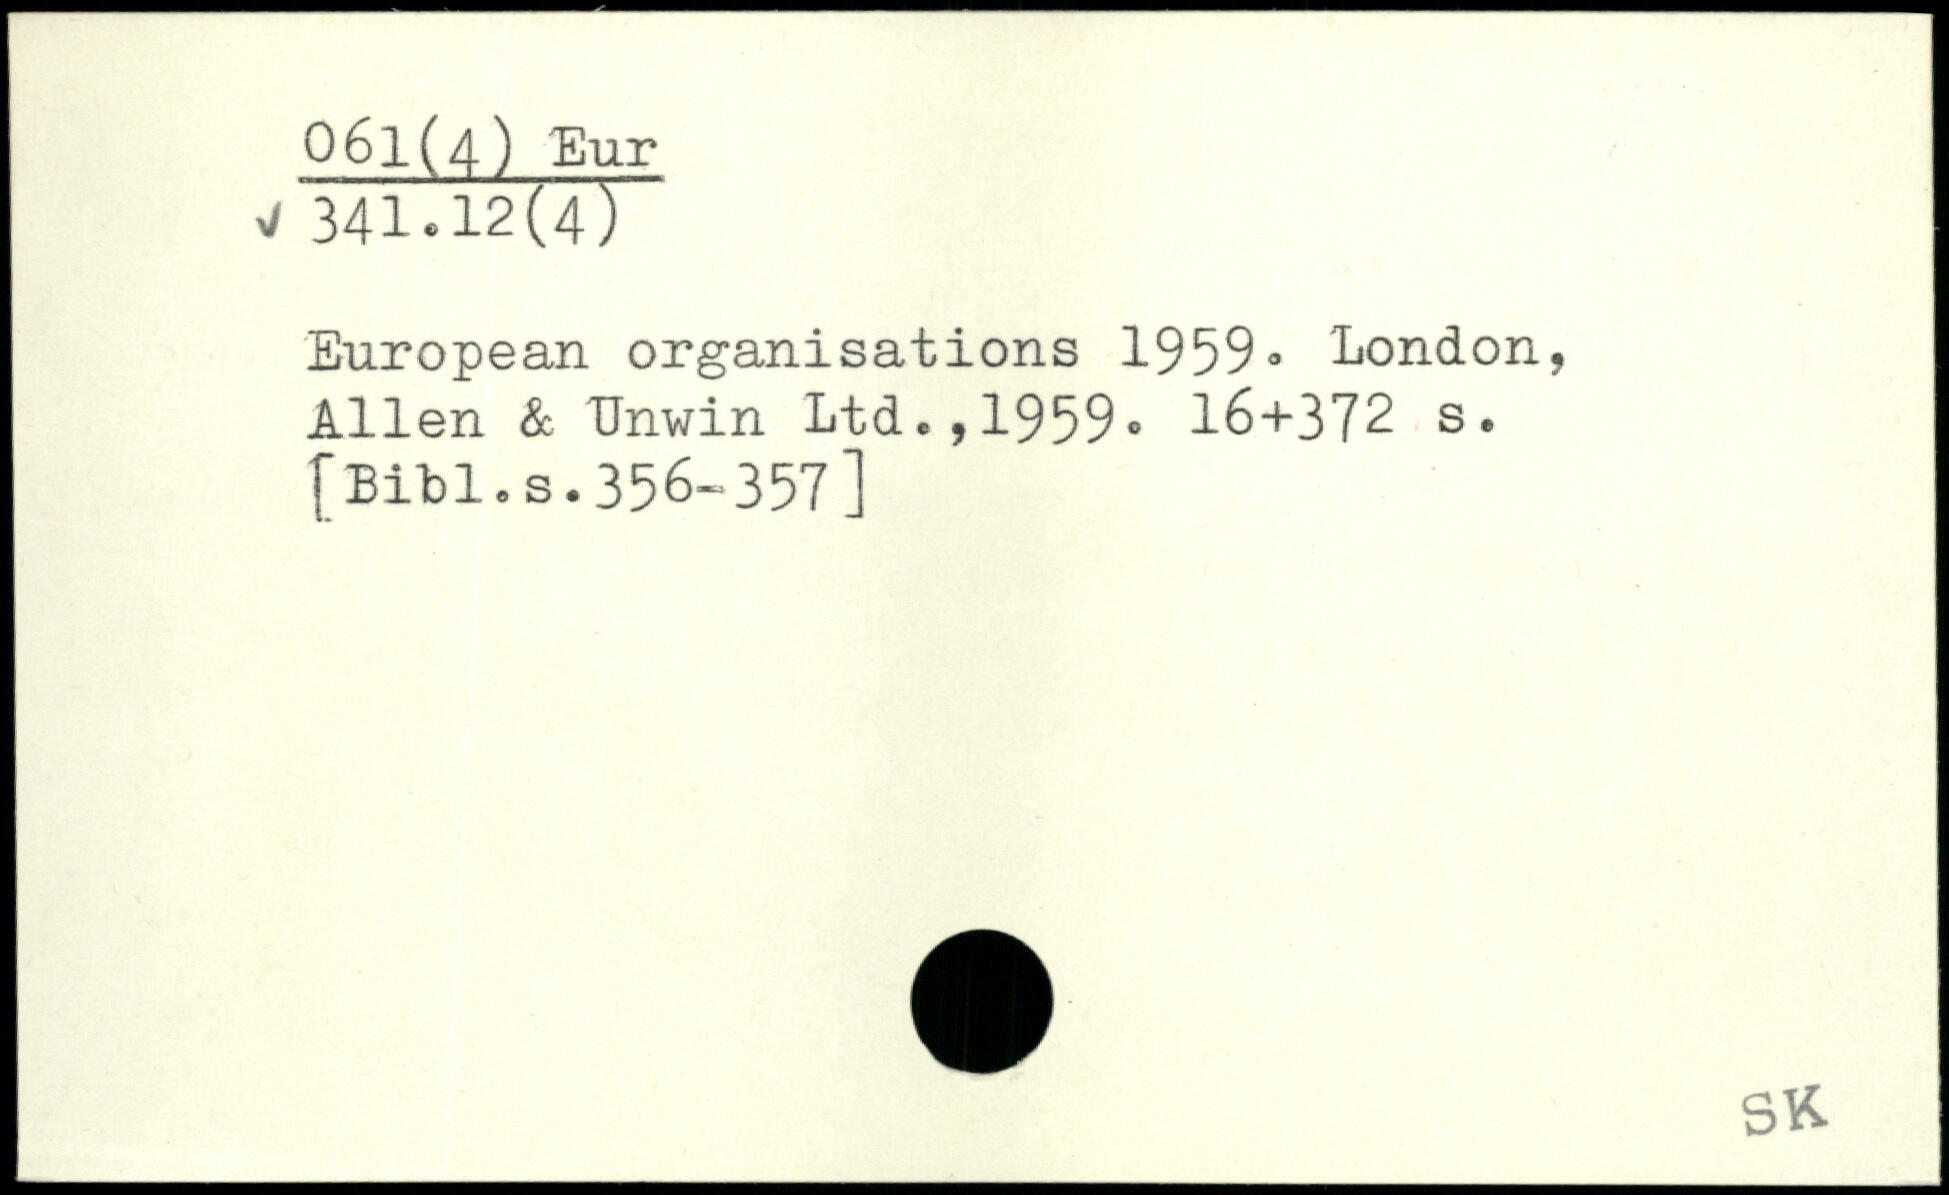 061(4) Eur
✓ 341.12(4)
European organisations 1959. London,
Allen & Unwin Ltd.,1959. 16+372 s.
[Bibl.s.356-357]
SK